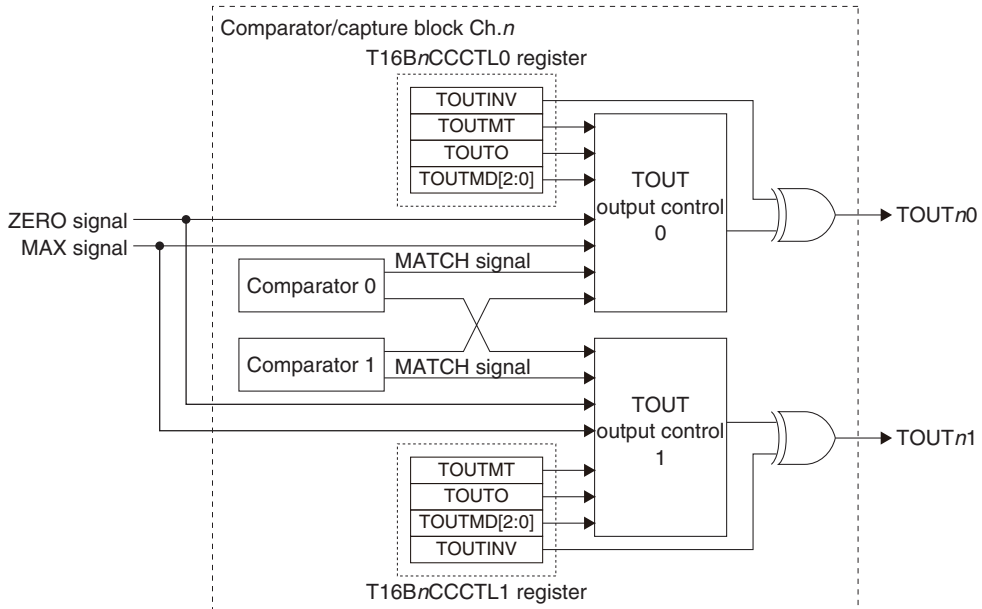 Comparator/capture block Ch.n
T16BnCCCTL0 register
TOUTINV
TOUTMT
TOUTO
TOUTMD[2:0]
TOUT
output control
0
TOUTn0
ZERO signal
MAX signal
MATCH signal
Comparator 0
Comparator 1
MATCH signal
TOUT
output control
1
TOUTn1
TOUTMT
TOUTO
TOUTMD[2:0]
TOUTINV
T16BnCCCTL1 register